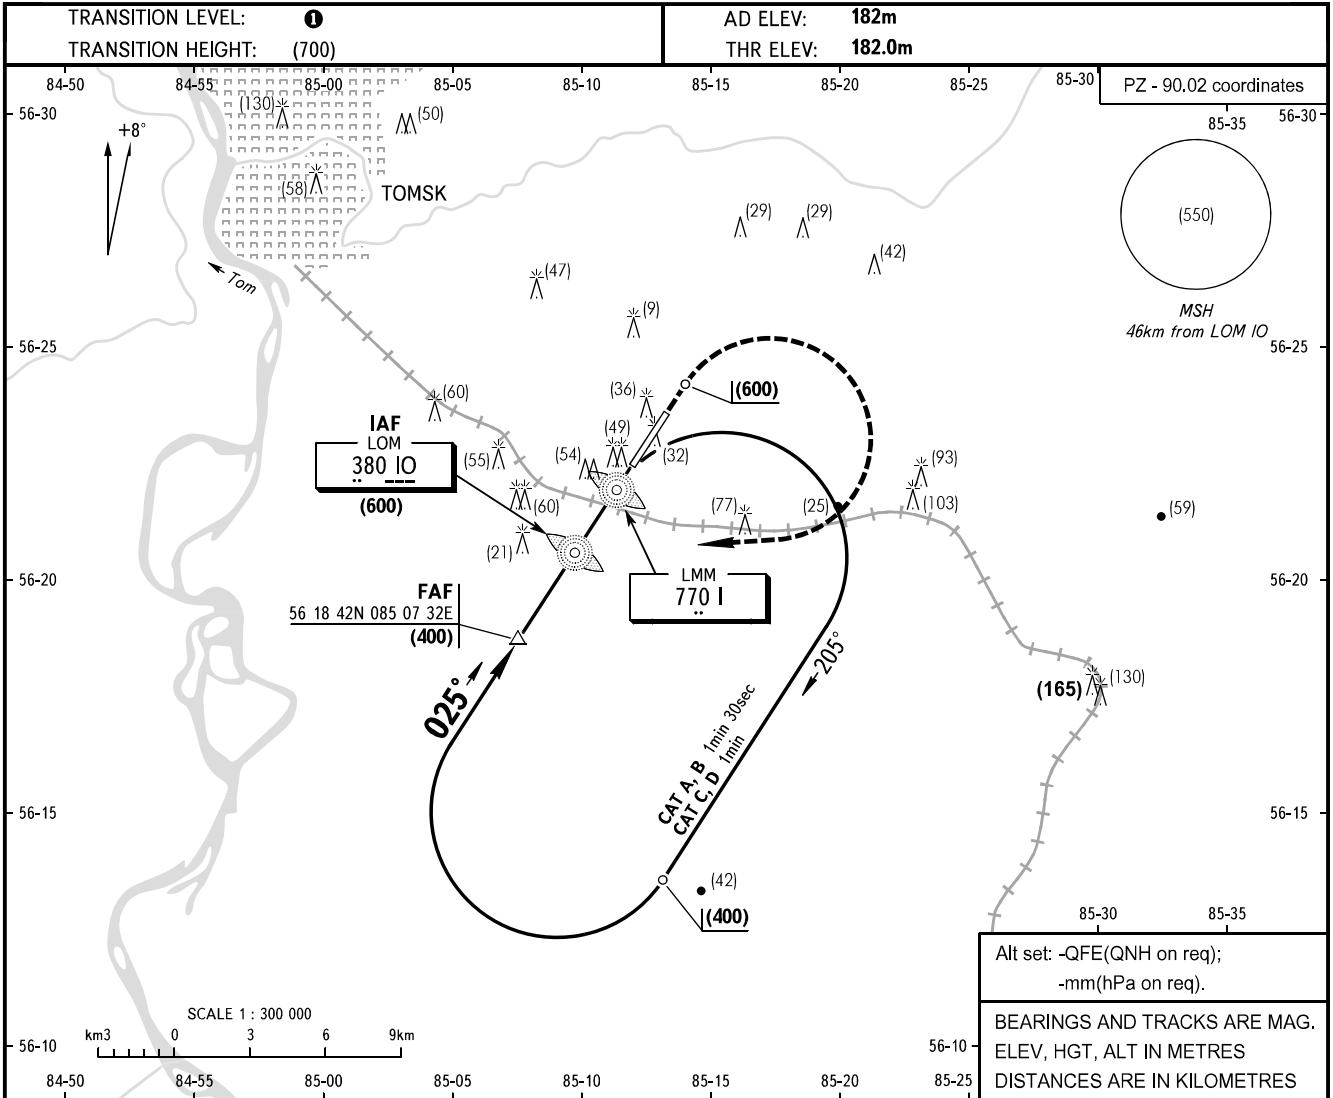 TRANSITION LEVEL: ❶
TRANSITION HEIGHT: (700)
AD ELEV: 182m
THR ELEV: 182.0m
84-50 84-55 85-00 85-05 85-10 85-15 85-20 85-25 85-30
PZ - 90.02 coordinates
85-35
56-30 56-30
+8°
(130)
(50)
(58)
TOMSK
Tom
(29)
(29)
(42)
(47)
(9)
(550)
MSH
46km from LOM IO
56-25 56-25
(60)
(36)
(600)
(49)
(32)
(54)
(55)
(60)
(21)
(77)
(25)
(93)
(103)
(59)
IAF
LOM
380 IO
(600)
LMM
770 I
56-20 56-20
FAF
56 18 42N 085 07 32E
(400)
025°
205°
(165)
(130)
CAT A, B 1min 30sec
CAT C, D 1min
56-15 56-15
(42)
(400)
85-30 85-35
Alt set: -QFE(QNH on req);
-mm(hPa on req).
SCALE 1 : 300 000
km3 0 3 6 9km
BEARINGS AND TRACKS ARE MAG.
ELEV, HGT, ALT IN METRES
DISTANCES ARE IN KILOMETRES
56-10 56-10
84-50 84-55 85-00 85-05 85-10 85-15 85-20 85-25